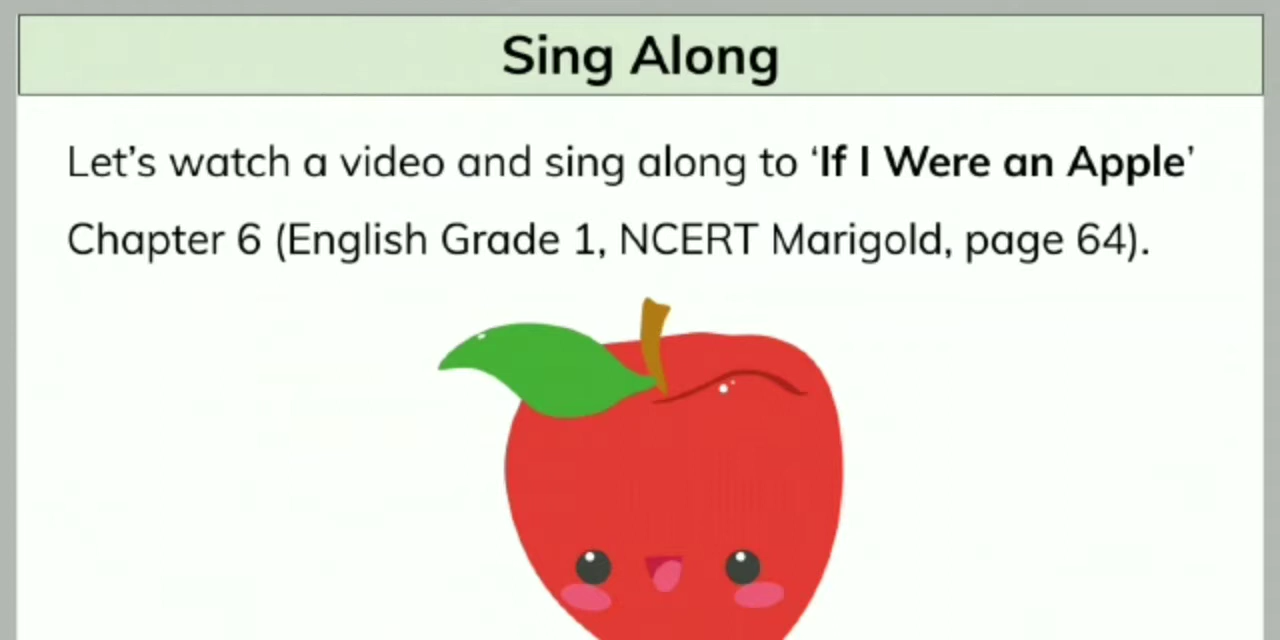 Sing Along
Let's watch a video and sing along to ‘If I Were an Apple’
Chapter 6 (English Grade 1, NCERT Marigold, page 64).